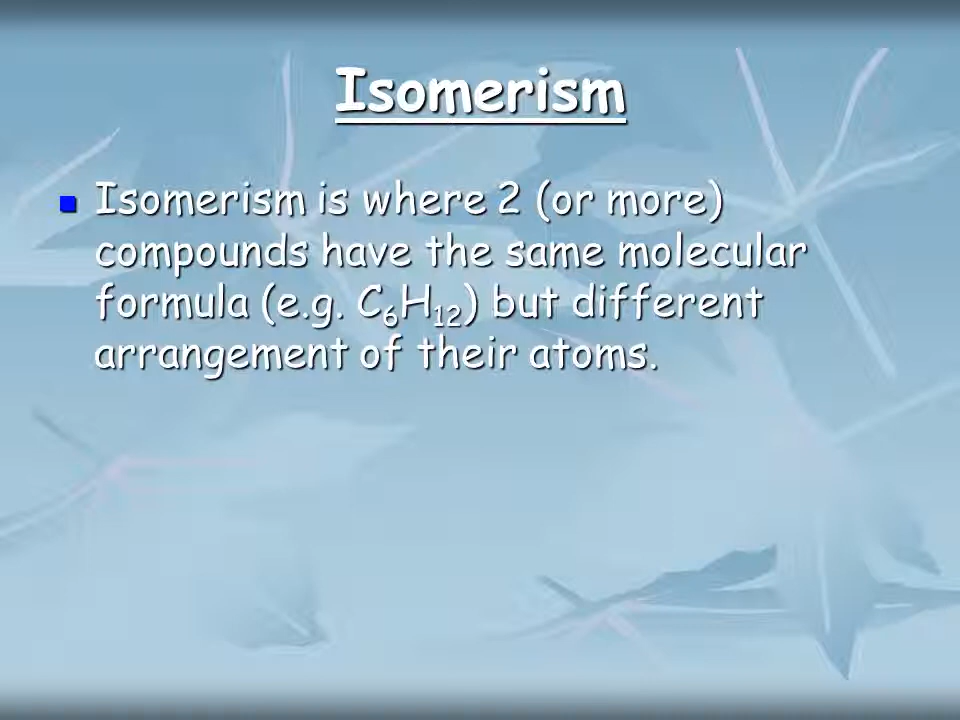 Isomerism
Isomerism is where 2 (or more)
compounds have the same molecular
formula (e.g. C₆H₁₂) but different
arrangement of their atoms.